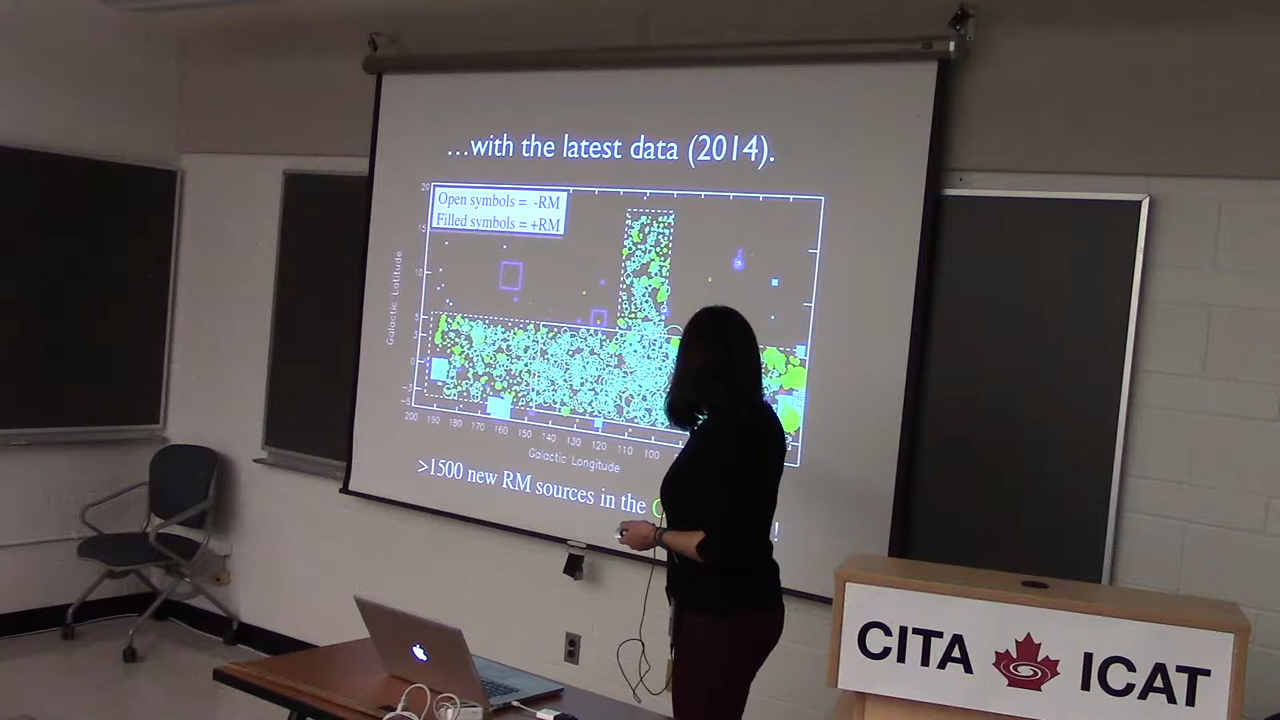 …with the latest data (2014).
Open symbols = -RM
Filled symbols = +RM
20
15
10
5
0
-5
Galactic Latitude
200 190 180 170 160 150 140 130 120 110 100
Galactic Longitude
>1500 new RM sources in the
!
CITA ICAT